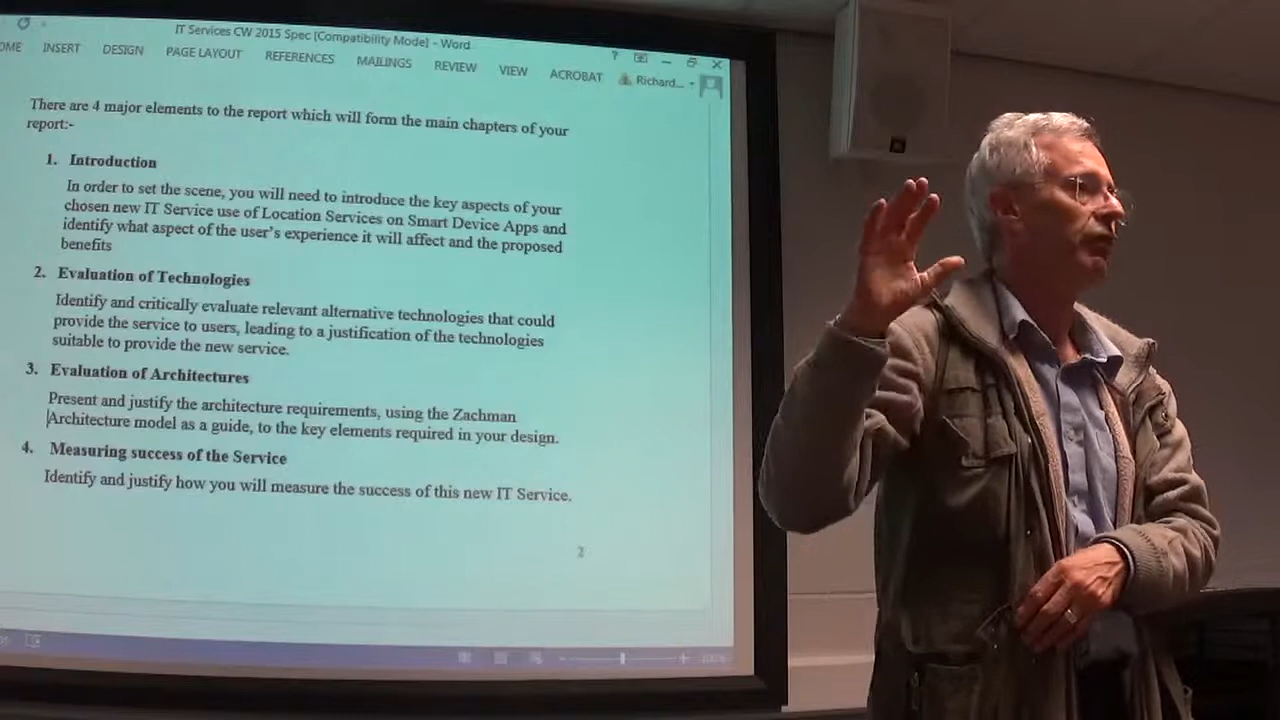 IT Services CW 2015 Spec [Compatibility Mode] - Word
OME INSERT DESIGN PAGE LAYOUT REFERENCES MAILINGS REVIEW VIEW ACROBAT Richard...
There are 4 major elements to the report which will form the main chapters of your
report:-
1. Introduction
In order to set the scene, you will need to introduce the key aspects of your
chosen new IT Service use of Location Services on Smart Device Apps and
identify what aspect of the user's experience it will affect and the proposed
benefits
2. Evaluation of Technologies
Identify and critically evaluate relevant alternative technologies that could
provide the service to users, leading to a justification of the technologies
suitable to provide the new service.
3. Evaluation of Architectures
Present and justify the architecture requirements, using the Zachman
Architecture model as a guide, to the key elements required in your design.
4. Measuring success of the Service
Identify and justify how you will measure the success of this new IT Service.
2
100%